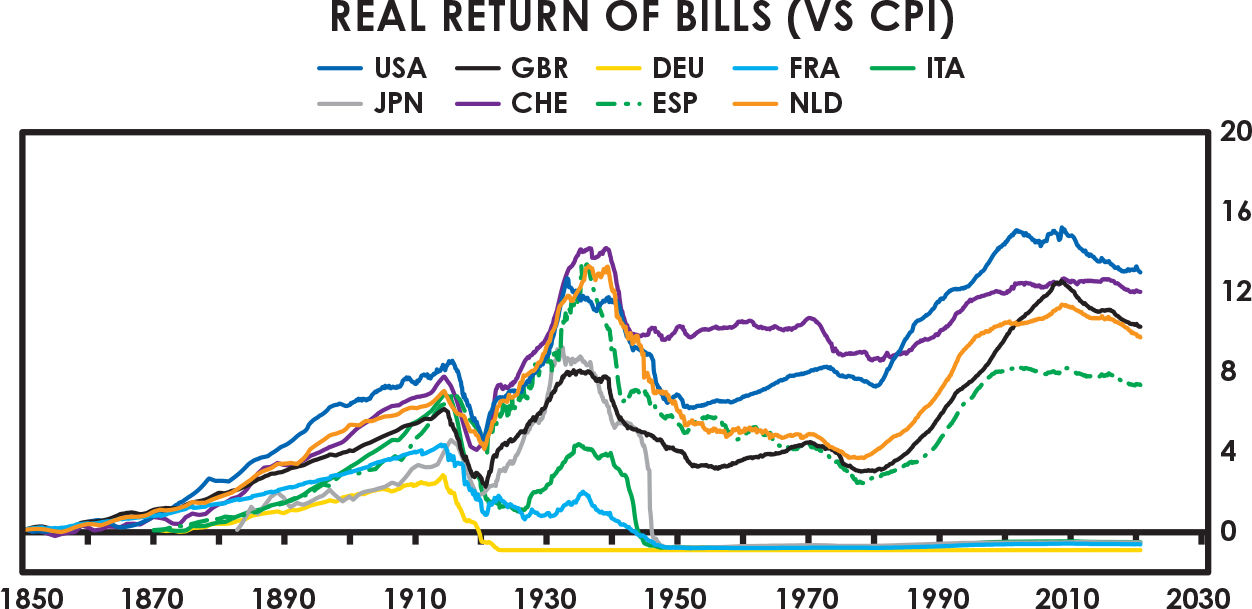 REAL RETURN OF BILLS (VS CPI)
USA GBR DEU FRA ITA
JPN CHE ESP NLD
20
16
12
8
4
0
1850 1870 1890 1910 1930 1950 1970 1990 2010 2030